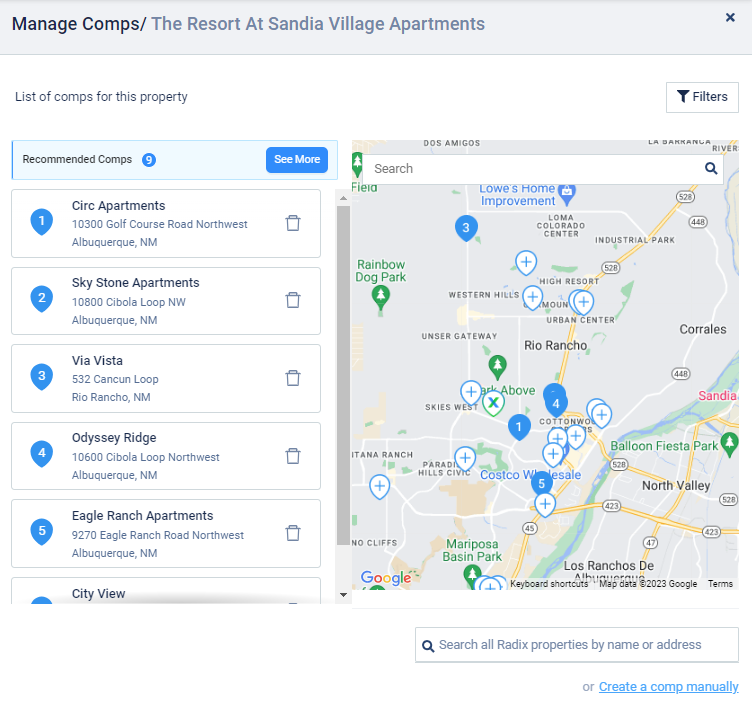 Manage Comps/ The Resort At Sandia Village Apartments
×
List of comps for this property
Filters
Recommended Comps 9
See More
1
Circ Apartments
10300 Golf Course Road Northwest
Albuquerque, NM
2
Sky Stone Apartments
10800 Cibola Loop NW
Albuquerque, NM
3
Via Vista
532 Cancun Loop
Rio Rancho, NM
4
Odyssey Ridge
10600 Cibola Loop Northwest
Albuquerque, NM
5
Eagle Ranch Apartments
9270 Eagle Ranch Road Northwest
Albuquerque, NM
City View
DOS AMIGOS
LA BARRANCA
RIVER
Search
Field
Lowe's Home
Improvement
528
448
3
LOMA
COLORADO
CENTER
INDUSTRIAL PARK
Rainbow
Dog Park
528
HIGH RESORT
WESTERN HILLS
URBAN CENTER
UNSER GATEWAY
Corrales
Rio Rancho
448
ark Above
Sandia
X
SKIES WEST
4
1
COTTONWO
Balloon Fiesta Park
NTANA RANCH
PARADI
HILLS CIVIC
528
Costco Wholesale
5
North Valley
528
423
45
423
NO CLIFFS
47
Mariposa
Basin Park
Los Ranchos De
Albuquerque
Google
Keyboard shortcuts
Map data ©2023 Google
Terms
Search all Radix properties by name or address
or Create a comp manually